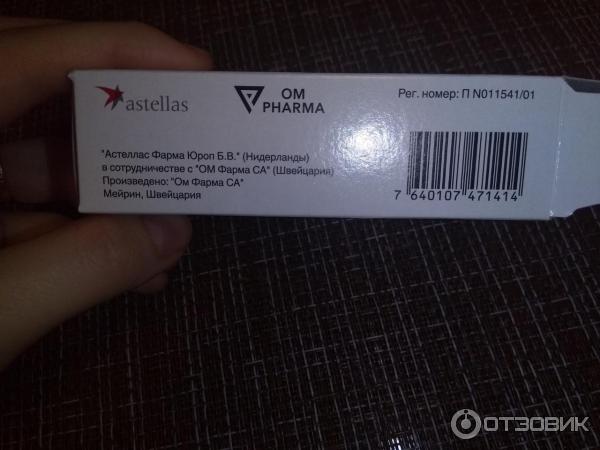 astellas
OM
PHARMA
Рег. номер: П N011541/01
"Астеллас Фарма Юроп Б.В." (Нидерланды)
в сотрудничестве с "ОМ Фарма СА" (Швейцария)
Произведено: "Ом Фарма СА"
Мейрин, Швейцария
7 640107 471414
ОТЗОВИК